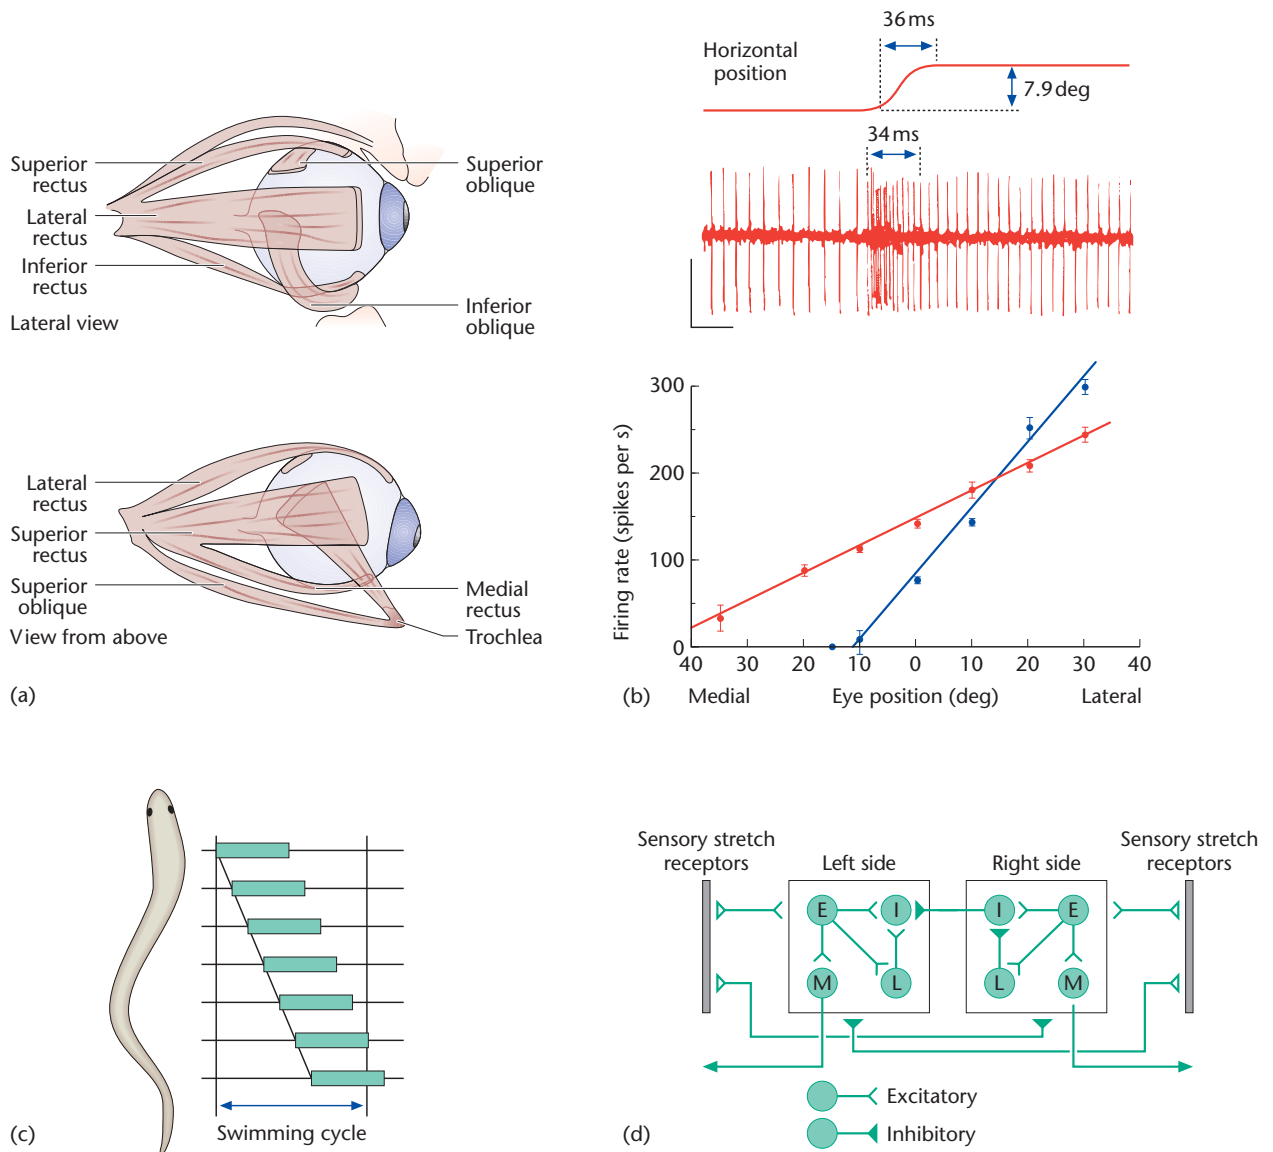 Superior
rectus
Lateral
rectus
Inferior
rectus
Lateral view
Superior
oblique
Inferior
oblique
Lateral
rectus
Superior
rectus
Superior
oblique
View from above
Medial
rectus
Trochlea
(a)
36 ms
Horizontal
position
7.9 deg
34 ms
Firing rate (spikes per s)
300
200
100
0
40 30 20 10 0 10 20 30 40
Medial Eye position (deg) Lateral
(b)
Swimming cycle
(c)
Sensory stretch
receptors
Left side
Right side
Sensory stretch
receptors
E I I E
M L L M
Excitatory
Inhibitory
(d)